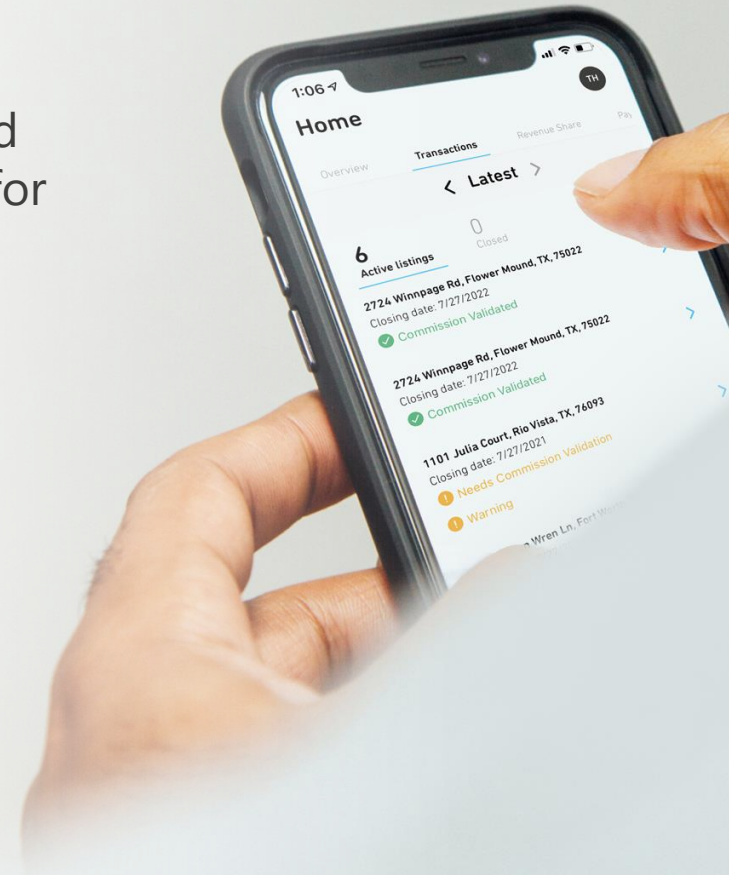 for
1:06
TH
Home
Overview
Transactions
Revenue Share
Latest
6
Active listings
0
Closed
2724 Winnpage Rd, Flower Mound, TX, 75022
Closing date: 7/27/2022
Commission Validated
2724 Winnpage Rd, Flower Mound, TX, 75022
Closing date: 7/27/2022
Commission Validated
1101 Julia Court, Rio Vista, TX, 76093
Closing date: 7/27/2021
Needs Commission Validation
Warning
Wren Ln, Fort